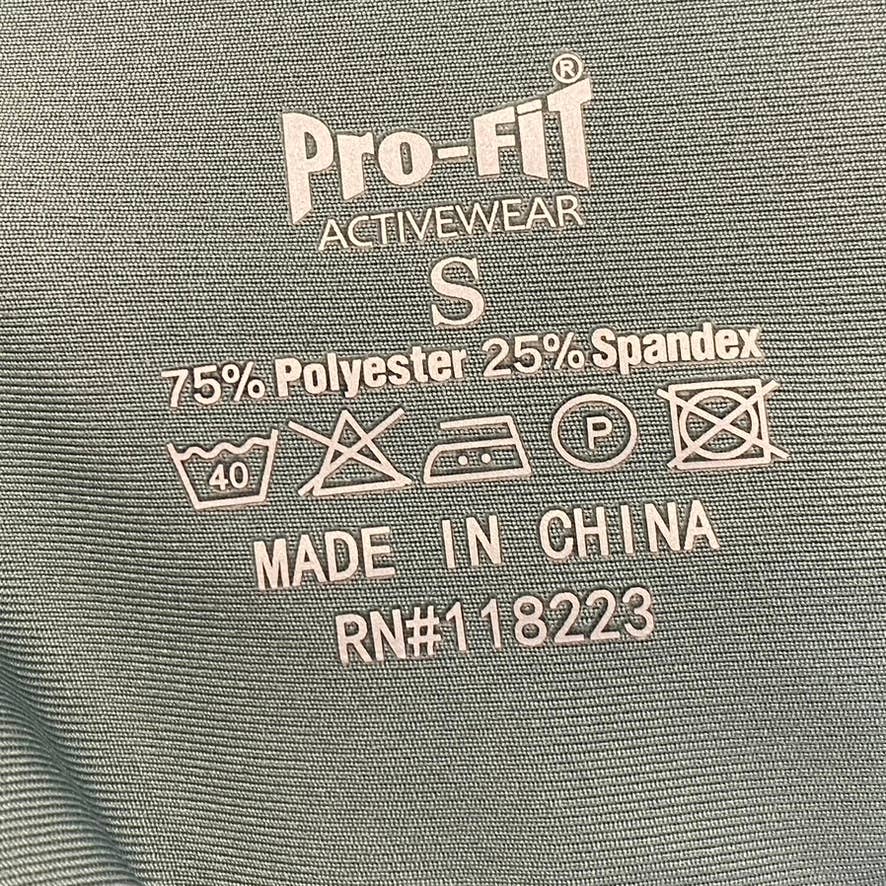 Pro-FiT®
ACTIVEWEAR
S
75% Polyester 25% Spandex
40 P
MADE IN CHINA
RN#118223